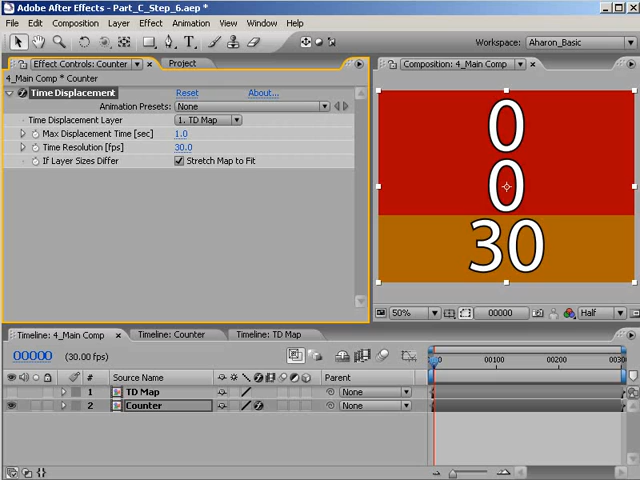 Adobe After Effects - Part_C_Step_6.aep *
File Edit Composition Layer Effect Animation View Window Help
Workspace: Aharon_Basic
Effect Controls: Counter
Project
Composition: 4_Main Comp
4_Main Comp * Counter
Time Displacement Reset About...
Animation Presets: None
Time Displacement Layer 1. TD Map
Max Displacement Time [sec] 1.0
Time Resolution [fps] 30.0
If Layer Sizes Differ Stretch Map to Fit
0
0
30
50% 00000 Half
Timeline: 4_Main Comp Timeline: Counter Timeline: TD Map
00000 (30.00 fps)
00100 00200 0030
# Source Name Parent
1 TD Map None
2 Counter None